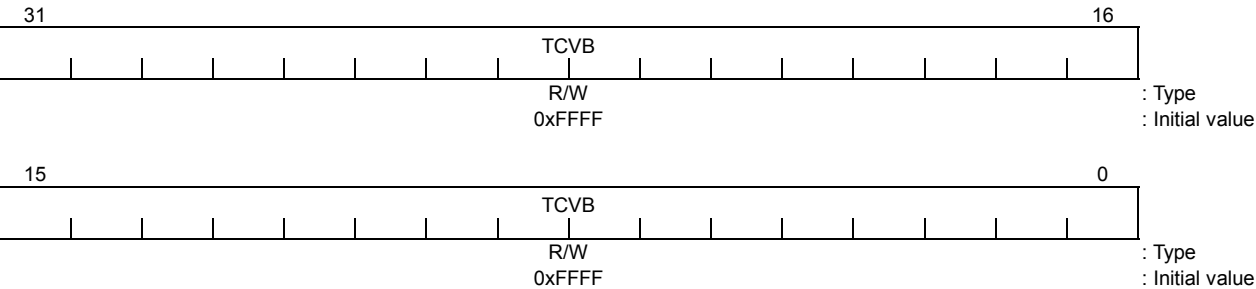 31 16
TCVB
R/W : Type
0xFFFF : Initial value
15 0
TCVB
R/W : Type
0xFFFF : Initial value